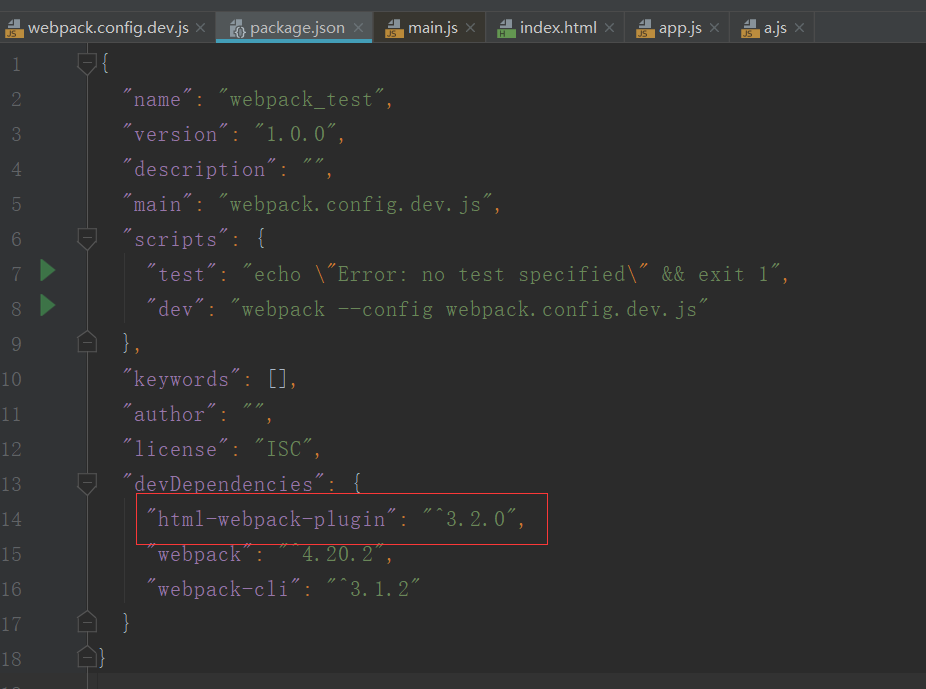 webpack.config.dev.js package.json main.js index.html app.js a.js
1 {
2 "name": "webpack_test",
3 "version": "1.0.0",
4 "description": "",
5 "main": "webpack.config.dev.js",
6 "scripts": {
7 "test": "echo \"Error: no test specified\" && exit 1",
8 "dev": "webpack --config webpack.config.dev.js"
9 },
10 "keywords": [],
11 "author": "",
12 "license": "ISC",
13 "devDependencies": {
14 "html-webpack-plugin": "^3.2.0",
15 "webpack": "^4.20.2",
16 "webpack-cli": "^3.1.2"
17 }
18 }